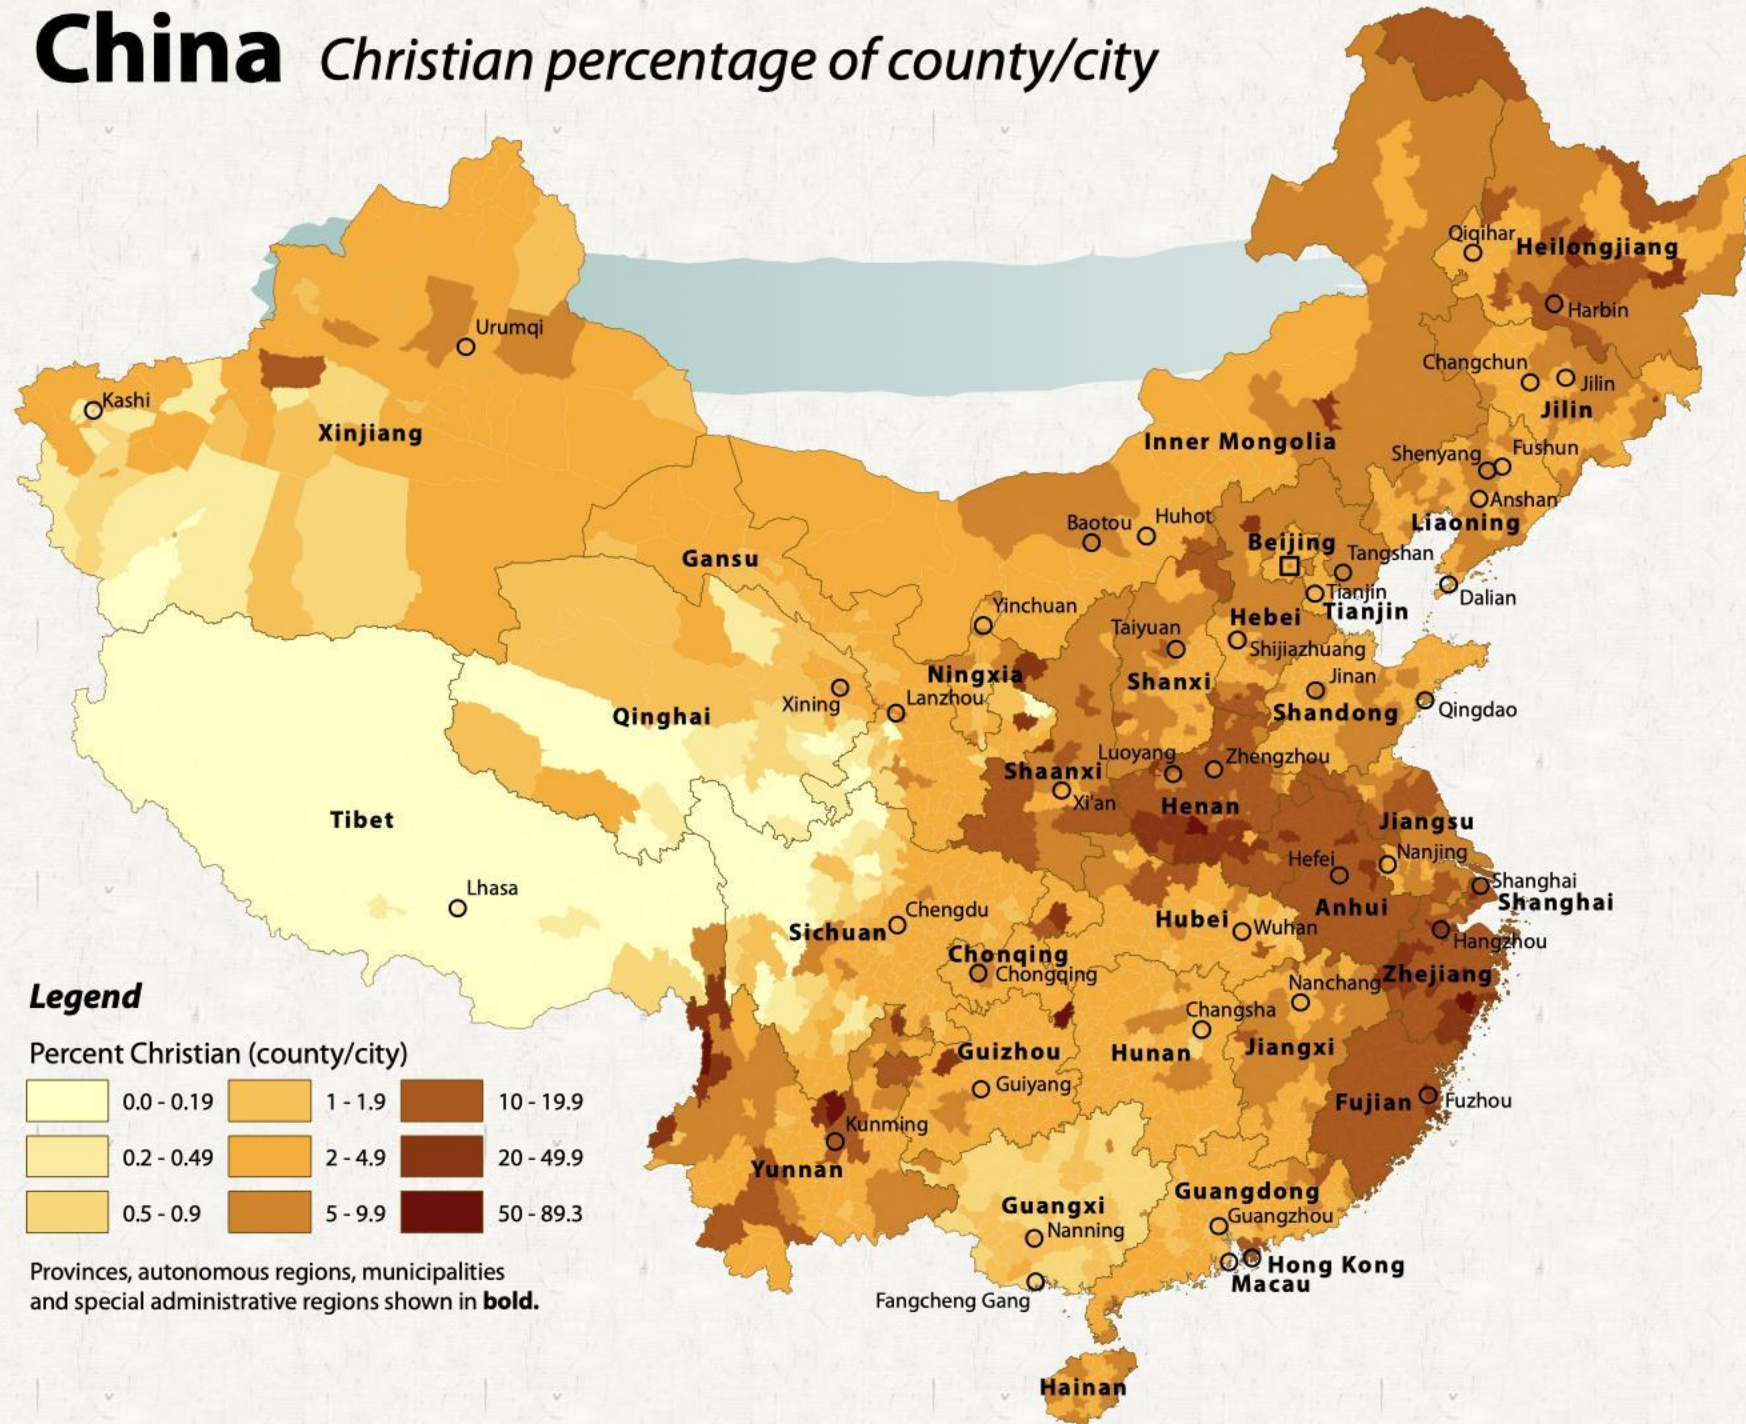 China Christian percentage of county/city
Qiqihar
Heilongjiang
Harbin
Urumqi
Changchun
Jilin
Jilin
Kashi
Xinjiang
Inner Mongolia
Shenyang
Fushun
Anshan
Liaoning
Baotou
Huhot
Beijing
Tangshan
Gansu
Dalian
Tianjin
Tianjin
Yinchuan
Hebei
Taiyuan
Shijiazhuang
Ningxia
Shanxi
Jinan
Xining
Lanzhou
Qinghai
Shandong
Qingdao
Luoyang
Zhengzhou
Shaanxi
Xi'an
Henan
Tibet
Jiangsu
Hefei
Nanjing
Lhasa
Shanghai
Shanghai
Chengdu
Anhui
Sichuan
Hubei
Wuhan
Hangzhou
Chonqing
Chongqing
Zhejiang
Nanchang
Changsha
Guizhou
Hunan
Jiangxi
Guiyang
Fujian
Fuzhou
Kunming
Yunnan
Guangdong
Guangxi
Guangzhou
Nanning
Hong Kong
Macau
Fangcheng Gang
Hainan
Legend
Percent Christian (county/city)
0.0 - 0.19
1 - 1.9
10 - 19.9
0.2 - 0.49
2 - 4.9
20 - 49.9
0.5 - 0.9
5 - 9.9
50 - 89.3
Provinces, autonomous regions, municipalities
and special administrative regions shown in bold.